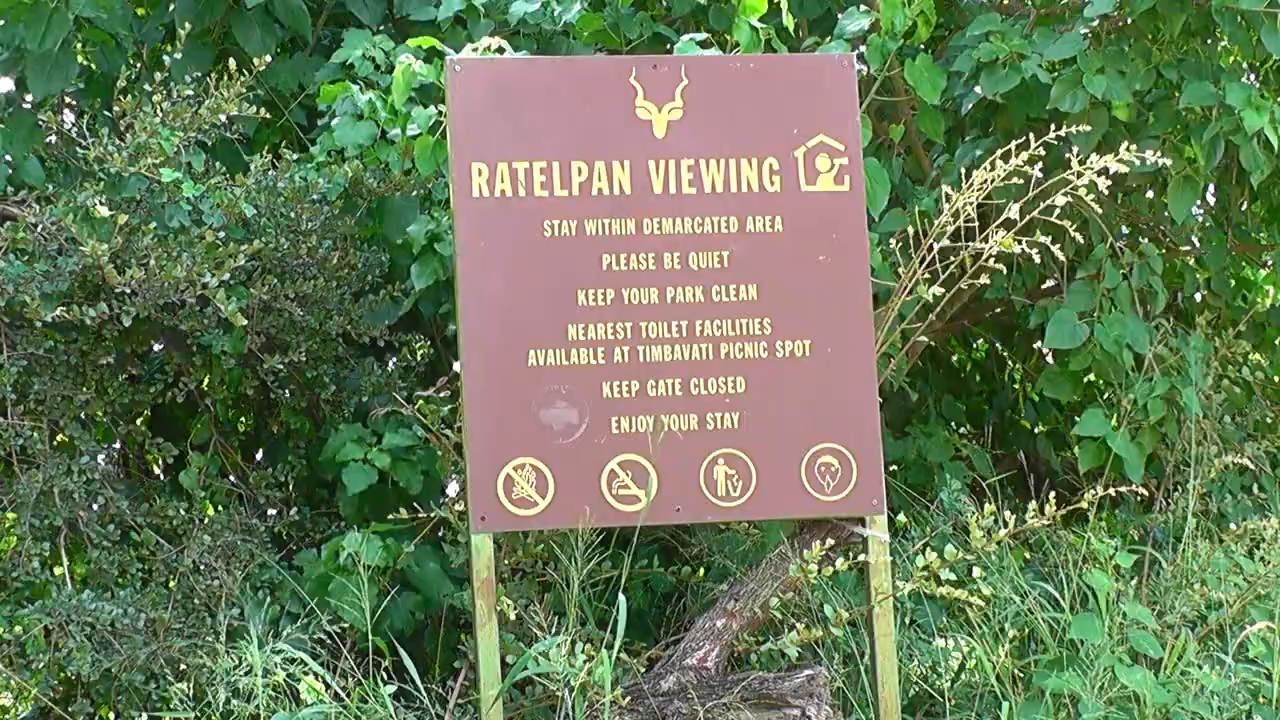 RATELPAN VIEWING
STAY WITHIN DEMARCATED AREA
PLEASE BE QUIET
KEEP YOUR PARK CLEAN
NEAREST TOILET FACILITIES
AVAILABLE AT TIMBAVATI PICNIC SPOT
KEEP GATE CLOSED
ENJOY YOUR STAY